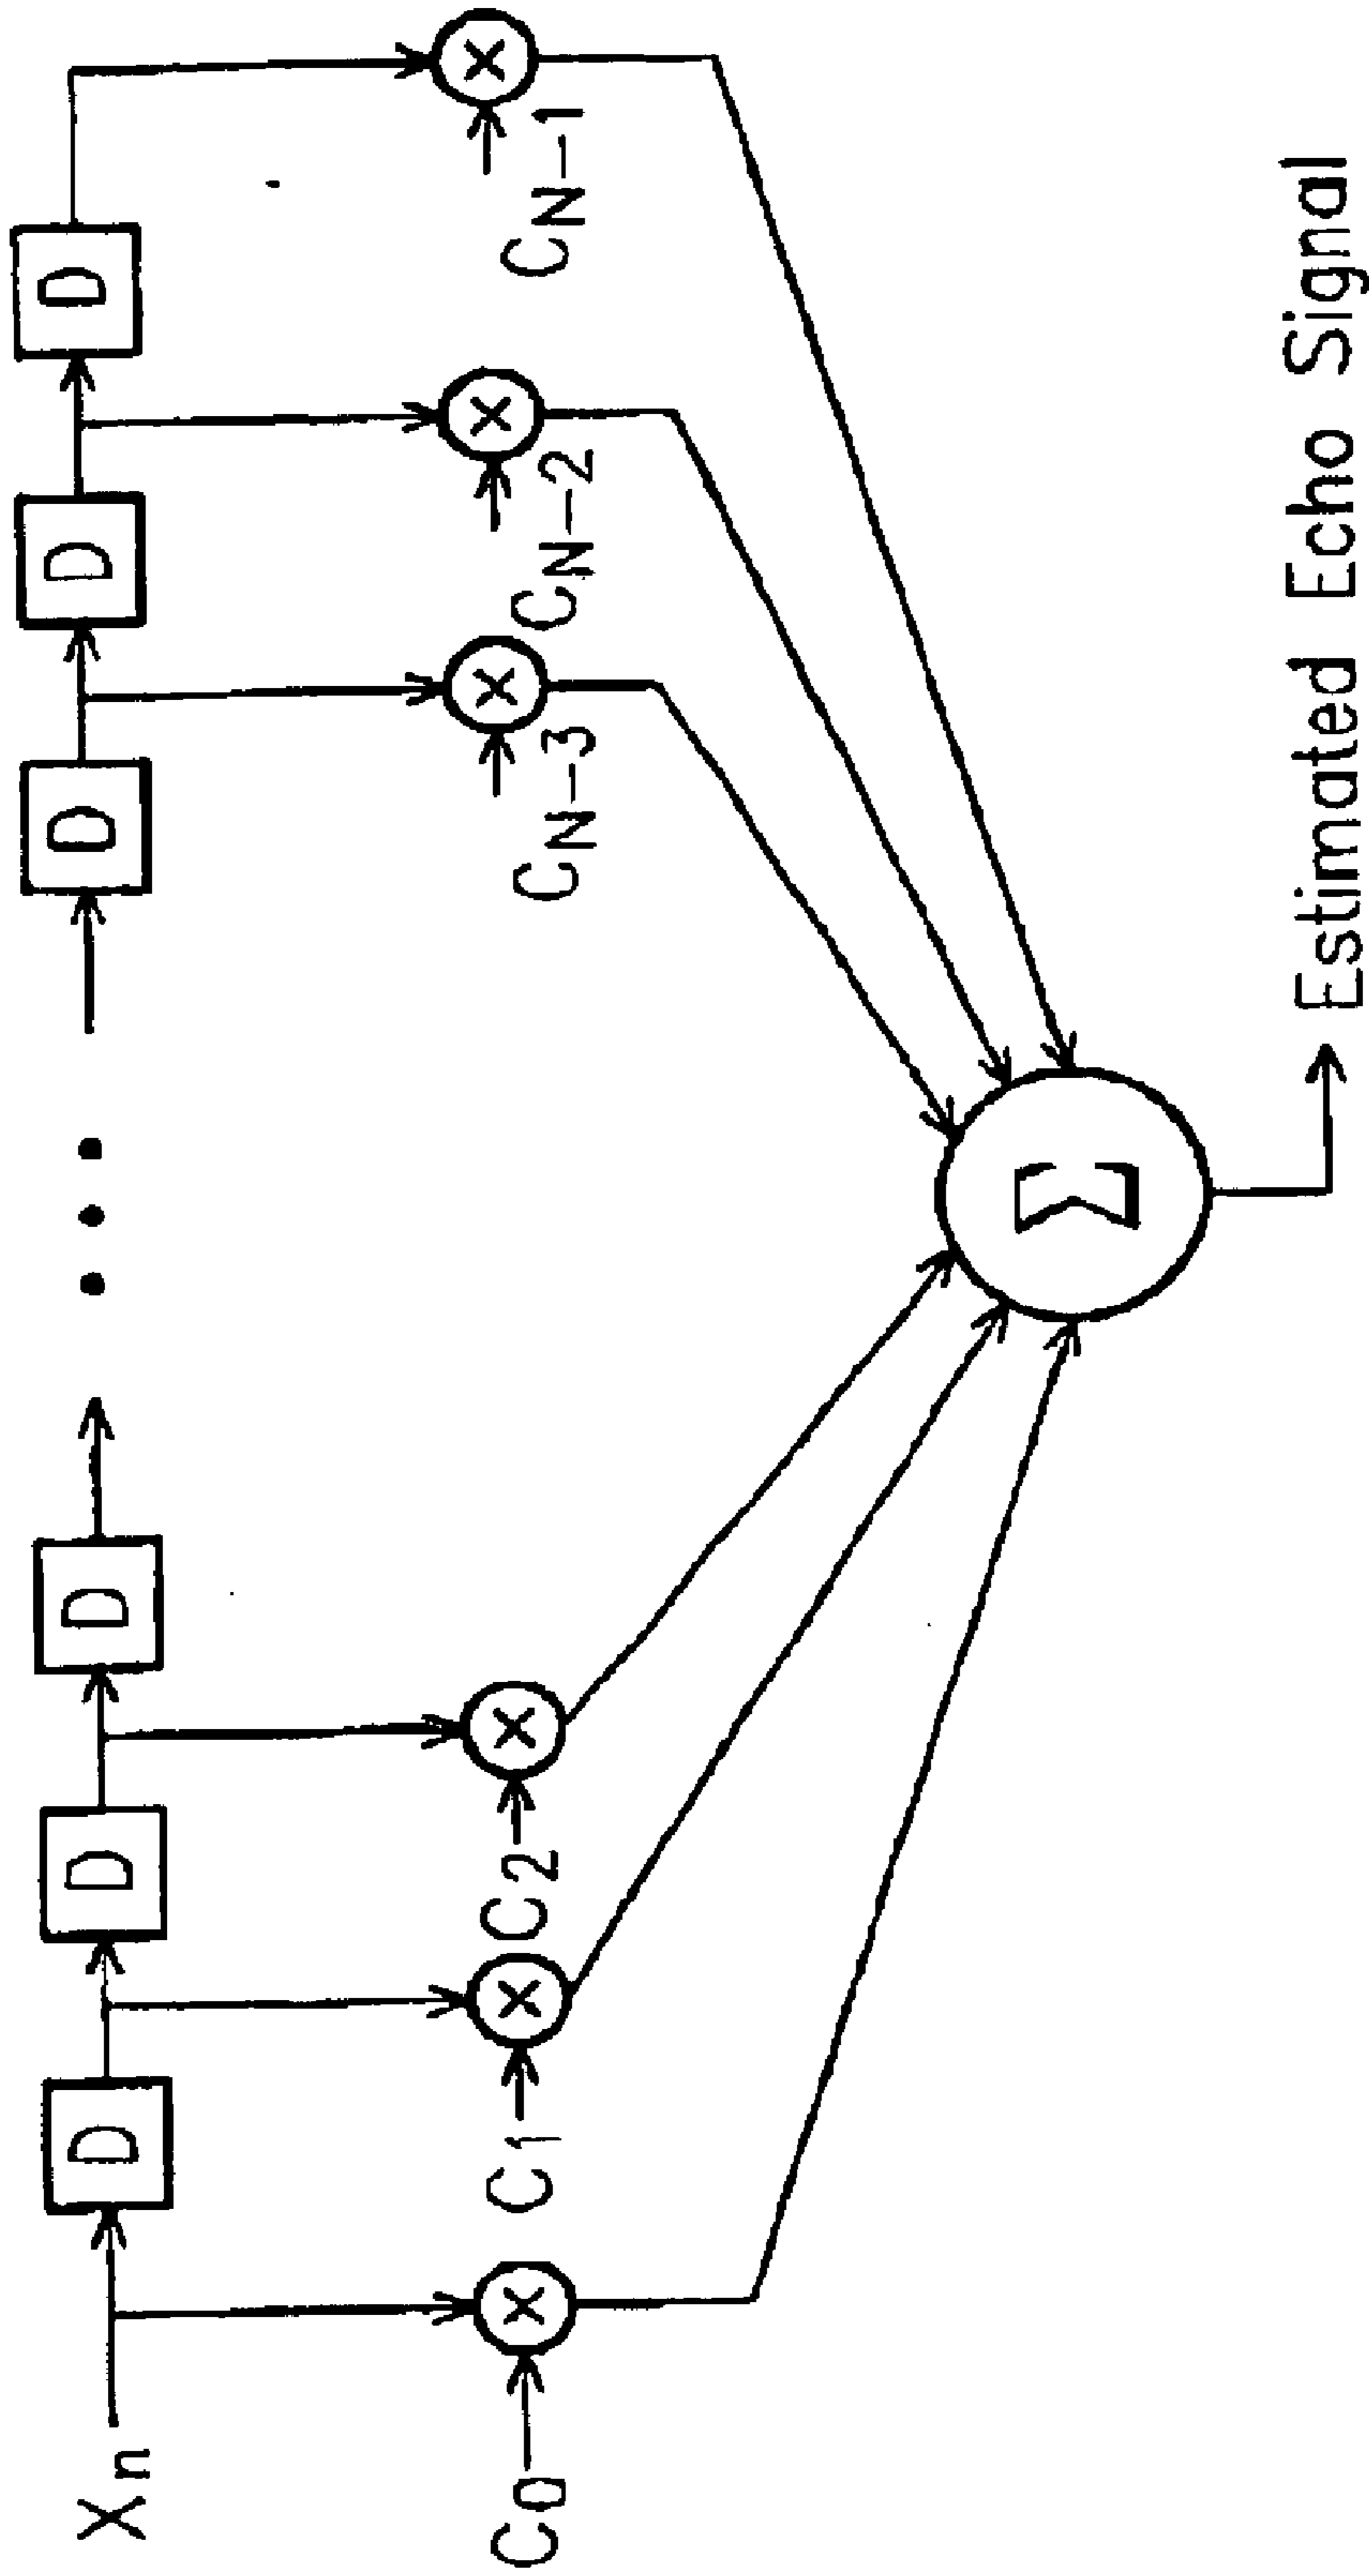 Xn D D D D D D
× × × × × ×
C0 C1 C2 CN-3 CN-2 CN-1
Σ
Estimated Echo Signal